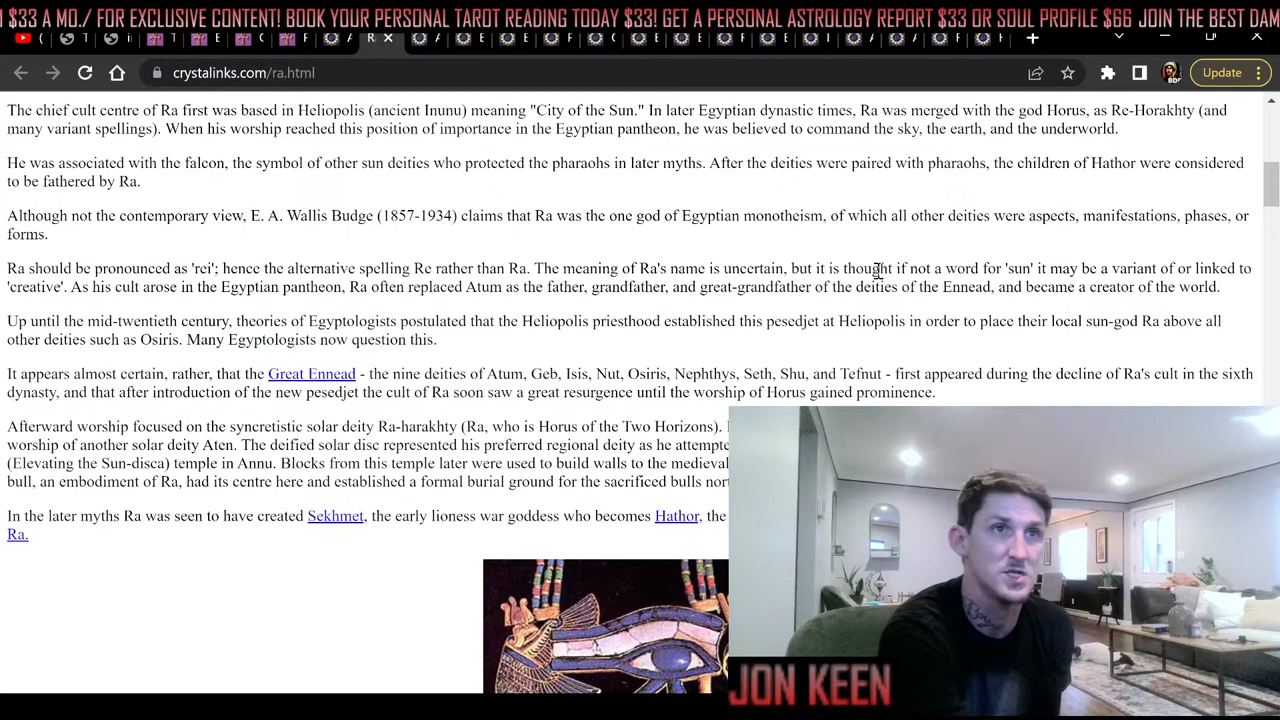 M $33 A MO./ FOR EXCLUSIVE CONTENT! BOOK YOUR PERSONAL TAROT READING TODAY $33! GET A PERSONAL ASTROLOGY REPORT $33 OR SOUL PROFILE $66 JOIN THE BEST DAM
crystalinks.com/ra.html
Update
The chief cult centre of Ra first was based in Heliopolis (ancient Inunu) meaning "City of the Sun." In later Egyptian dynastic times, Ra was merged with the god Horus, as Re-Horakhty (and
many variant spellings). When his worship reached this position of importance in the Egyptian pantheon, he was believed to command the sky, the earth, and the underworld.
He was associated with the falcon, the symbol of other sun deities who protected the pharaohs in later myths. After the deities were paired with pharaohs, the children of Hathor were considered
to be fathered by Ra.
Although not the contemporary view, E. A. Wallis Budge (1857-1934) claims that Ra was the one god of Egyptian monotheism, of which all other deities were aspects, manifestations, phases, or
forms.
Ra should be pronounced as 'rei'; hence the alternative spelling Re rather than Ra. The meaning of Ra's name is uncertain, but it is thought if not a word for 'sun' it may be a variant of or linked to
'creative'. As his cult arose in the Egyptian pantheon, Ra often replaced Atum as the father, grandfather, and great-grandfather of the deities of the Ennead, and became a creator of the world.
Up until the mid-twentieth century, theories of Egyptologists postulated that the Heliopolis priesthood established this pesedjet at Heliopolis in order to place their local sun-god Ra above all
other deities such as Osiris. Many Egyptologists now question this.
It appears almost certain, rather, that the Great Ennead - the nine deities of Atum, Geb, Isis, Nut, Osiris, Nephthys, Seth, Shu, and Tefnut - first appeared during the decline of Ra's cult in the sixth
dynasty, and that after introduction of the new pesedjet the cult of Ra soon saw a great resurgence until the worship of Horus gained prominence.
Afterward worship focused on the syncretistic solar deity Ra-harakhty (Ra, who is Horus of the Two Horizons).
worship of another solar deity Aten. The deified solar disc represented his preferred regional deity as he attempte
(Elevating the Sun-disca) temple in Annu. Blocks from this temple later were used to build walls to the medieval
bull, an embodiment of Ra, had its centre here and established a formal burial ground for the sacrificed bulls nor
In the later myths Ra was seen to have created Sekhmet, the early lioness war goddess who becomes Hathor, the
Ra.
JON KEEN